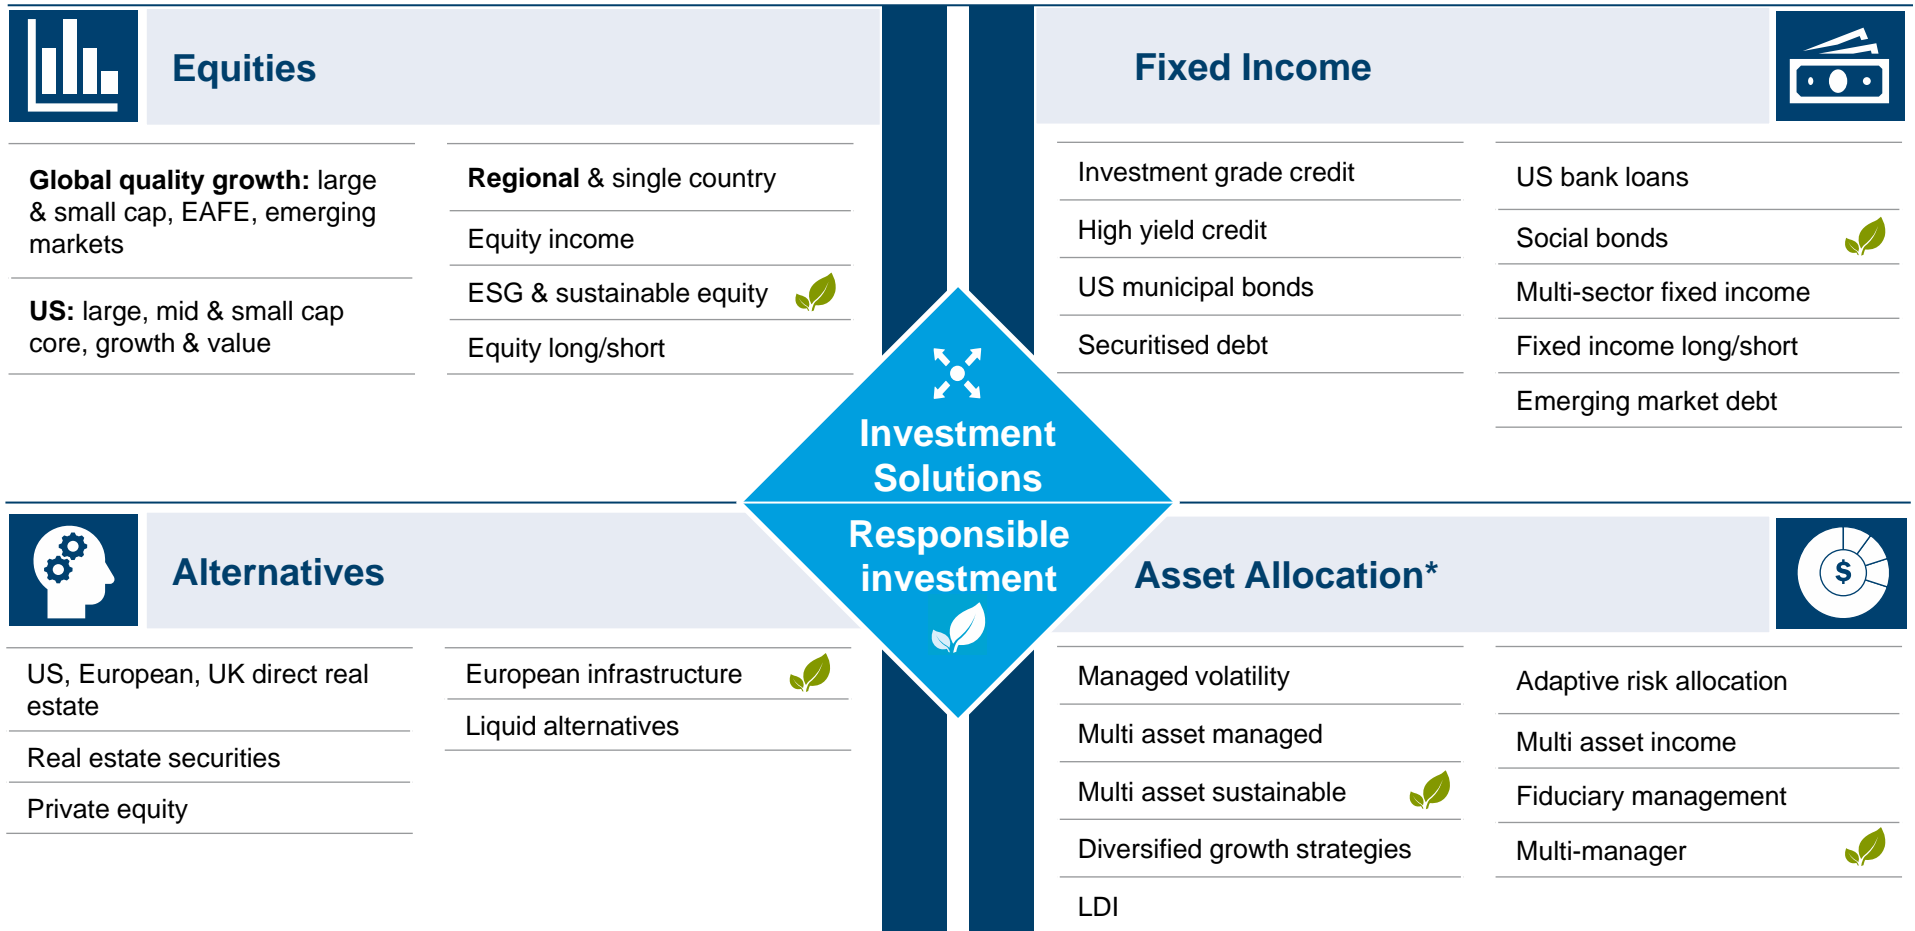 Equities
Global quality growth: large
& small cap, EAFE, emerging
markets
US: large, mid & small cap
core, growth & value
Regional & single country
Equity income
ESG & sustainable equity
Equity long/short
Fixed Income
Investment grade credit
High yield credit
US municipal bonds
Securitised debt
US bank loans
Social bonds
Multi-sector fixed income
Fixed income long/short
Emerging market debt
Investment
Solutions
Responsible
investment
Alternatives
US, European, UK direct real
estate
Real estate securities
Private equity
European infrastructure
Liquid alternatives
Asset Allocation*
$
Managed volatility
Multi asset managed
Multi asset sustainable
Diversified growth strategies
LDI
Adaptive risk allocation
Multi asset income
Fiduciary management
Multi-manager